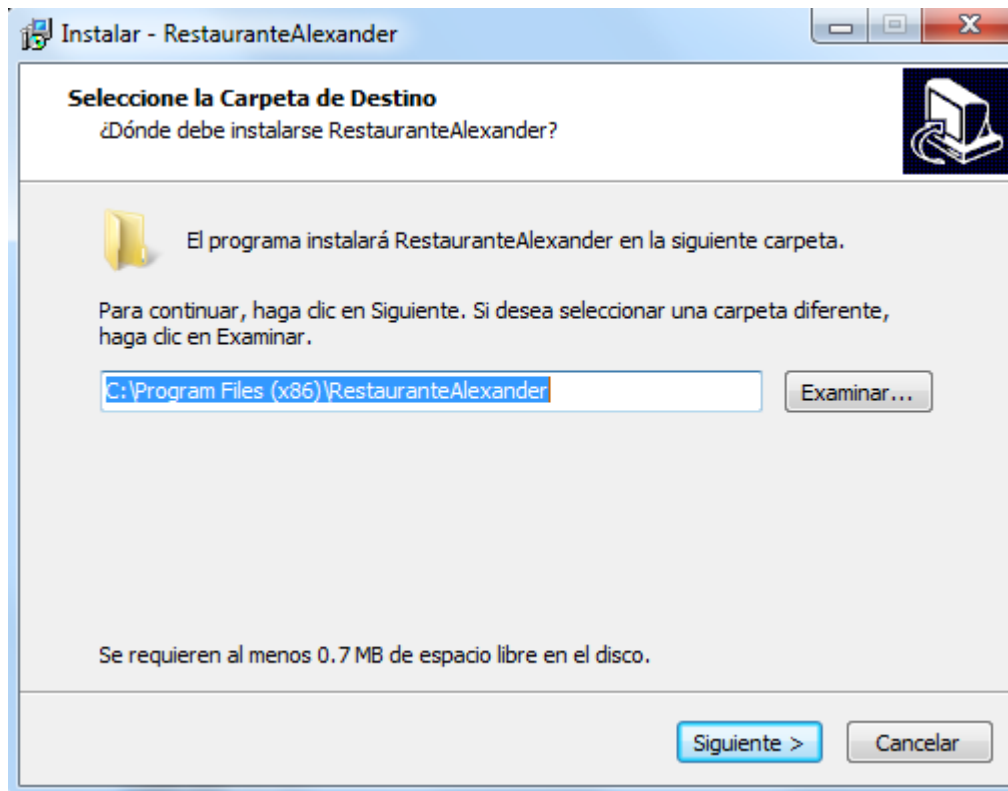 Instalar - RestauranteAlexander
Seleccione la Carpeta de Destino
¿Dónde debe instalarse RestauranteAlexander?
El programa instalará RestauranteAlexander en la siguiente carpeta.
Para continuar, haga clic en Siguiente. Si desea seleccionar una carpeta diferente,
haga clic en Examinar.
C:\Program Files (x86)\RestauranteAlexander
Examinar...
Se requieren al menos 0.7 MB de espacio libre en el disco.
Siguiente >
Cancelar